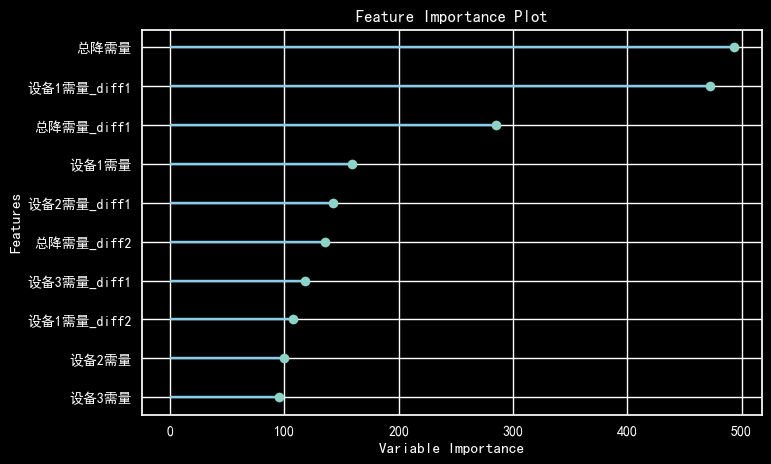 Feature Importance Plot
总降需量
设备1需量_diff1
总降需量_diff1
设备1需量
设备2需量_diff1
总降需量_diff2
设备3需量_diff1
设备1需量_diff2
设备2需量
设备3需量
Features
0 100 200 300 400 500
Variable Importance